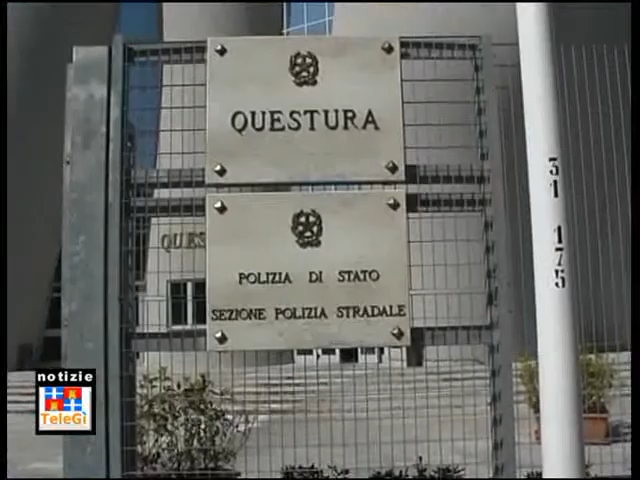 QUESTURA
QUES
POLIZIA DI STATO
SEZIONE POLIZIA STRADALE
31 175
notizie
TeleGi